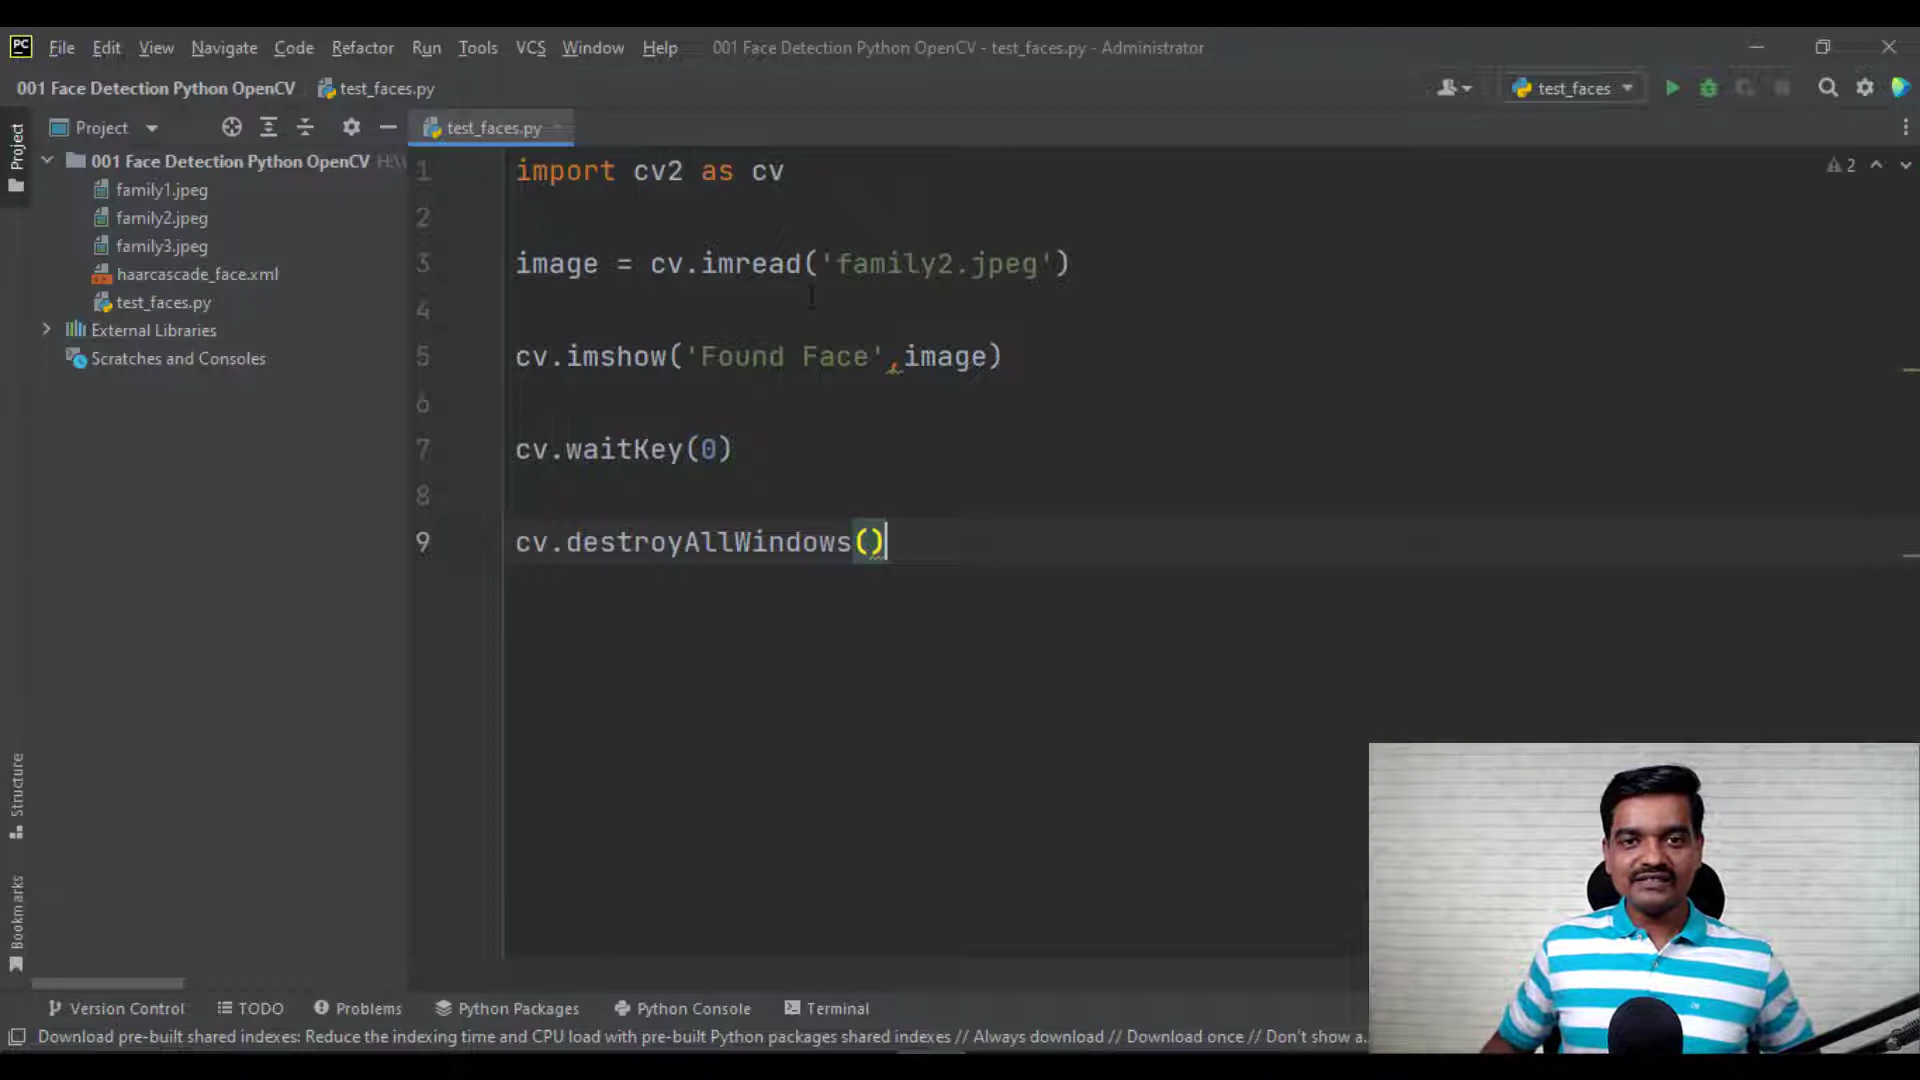 PC File Edit View Navigate Code Refactor Run Tools VCS Window Help 001 Face Detection Python OpenCV - test_faces.py - Administrator
001 Face Detection Python OpenCV test_faces.py test_faces
Project Project test_faces.py
001 Face Detection Python OpenCV H:\
family1.jpeg
family2.jpeg
family3.jpeg
haarcascade_face.xml
test_faces.py
External Libraries
Scratches and Consoles
1 import cv2 as cv
2
3 image = cv.imread('family2.jpeg')
4
5 cv.imshow('Found Face',image)
6
7 cv.waitKey(0)
8
9 cv.destroyAllWindows()
2
Structure
Bookmarks
Version Control TODO Problems Python Packages Python Console Terminal
Download pre-built shared indexes: Reduce the indexing time and CPU load with pre-built Python packages shared indexes // Always download // Download once // Don't show a...